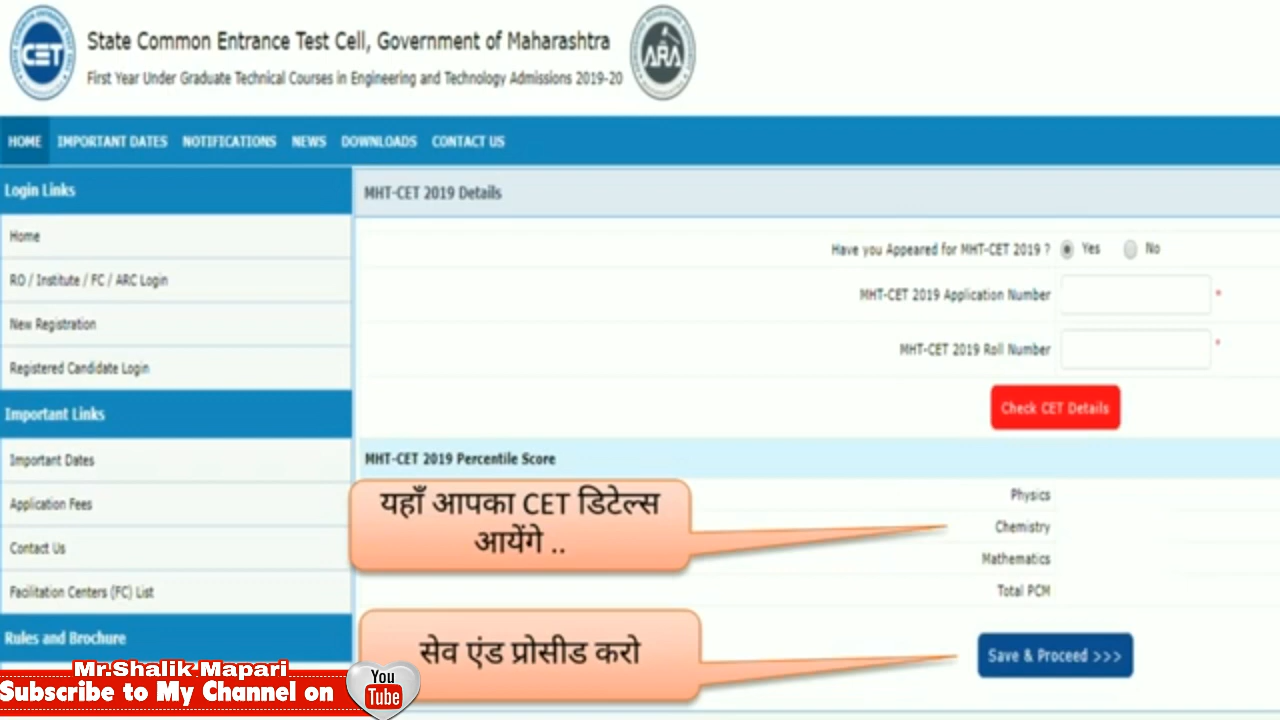 CET
State Common Entrance Test Cell, Government of Maharashtra
First Year Under Graduate Technical Courses in Engineering and Technology Admissions 2019-20
ARA
HOME IMPORTANT DATES NOTIFICATIONS NEWS DOWNLOADS CONTACT US
Login Links
Home
RO / Institute / FC / ARC Login
New Registration
Registered Candidate Login
Important Links
Important Dates
Application Fees
Contact Us
Facilitation Centers (FC) List
Rules and Brochure
MHT-CET 2019 Details
Have you Appeared for MHT-CET 2019 ? Yes No
MHT-CET 2019 Application Number *
MHT-CET 2019 Roll Number *
Check CET Details
MHT-CET 2019 Percentile Score
Physics
Chemistry
Mathematics
Total PCM
यहाँ आपका CET डिटेल्स
आयेंगे ..
सेव एंड प्रोसीड करो
Save & Proceed >>>
Mr.Shalik Mapari
Subscribe to My Channel on
You
Tube